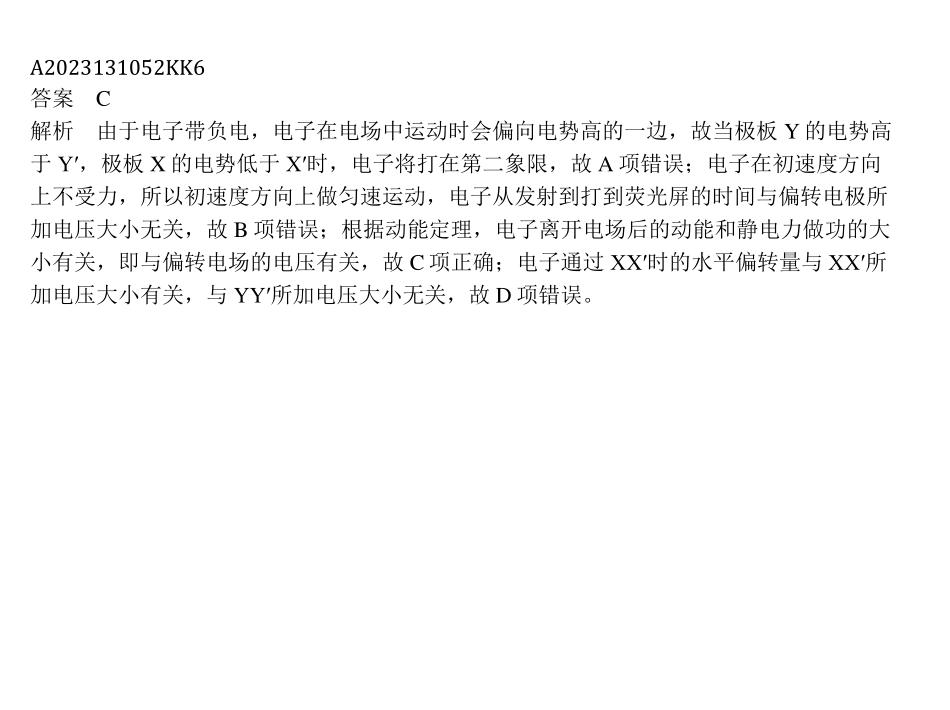 A2023131052KK6
答案　C
解析　由于电子带负电，电子在电场中运动时会偏向电势高的一边，故当极板 Y 的电势高
于 Y′，极板 X 的电势低于 X′时，电子将打在第二象限，故 A 项错误；电子在初速度方向
上不受力，所以初速度方向上做匀速运动，电子从发射到打到荧光屏的时间与偏转电极所
加电压大小无关，故 B 项错误；根据动能定理，电子离开电场后的动能和静电力做功的大
小有关，即与偏转电场的电压有关，故 C 项正确；电子通过 XX′时的水平偏转量与 XX′所
加电压大小有关，与 YY′所加电压大小无关，故 D 项错误。